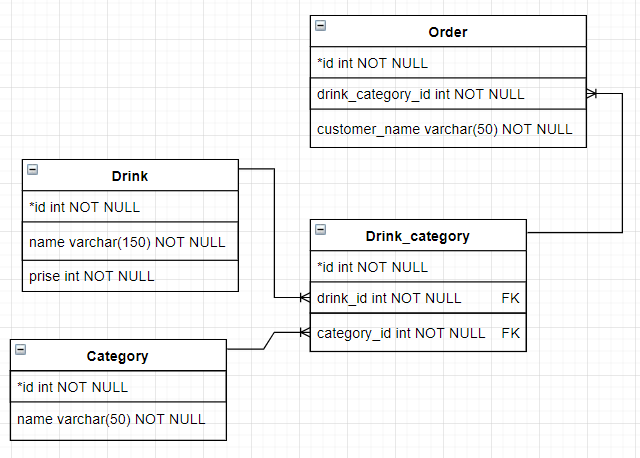 Order
*id int NOT NULL
drink_category_id int NOT NULL
customer_name varchar(50) NOT NULL
Drink
*id int NOT NULL
name varchar(150) NOT NULL
prise int NOT NULL
Drink_category
*id int NOT NULL
drink_id int NOT NULL FK
category_id int NOT NULL FK
Category
*id int NOT NULL
name varchar(50) NOT NULL